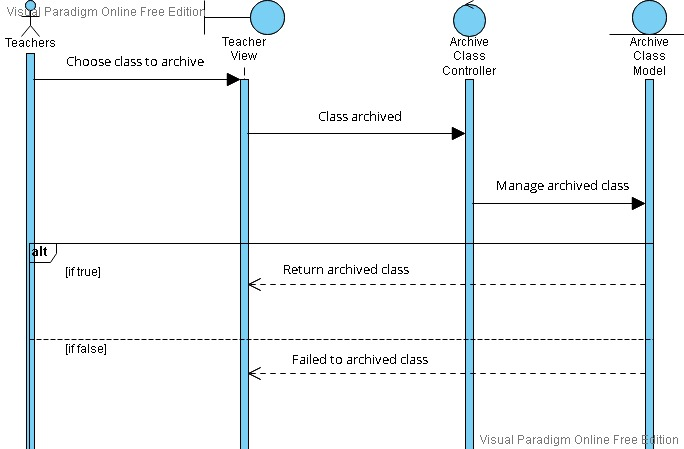 Visual Paradigm Online Free Edition
Teachers
Teacher
View
Archive
Class
Controller
Archive
Class
Model
Choose class to archive
Class archived
Manage archived class
alt
[if true]
Return archived class
[if false]
Failed to archived class
Visual Paradigm Online Free Edition